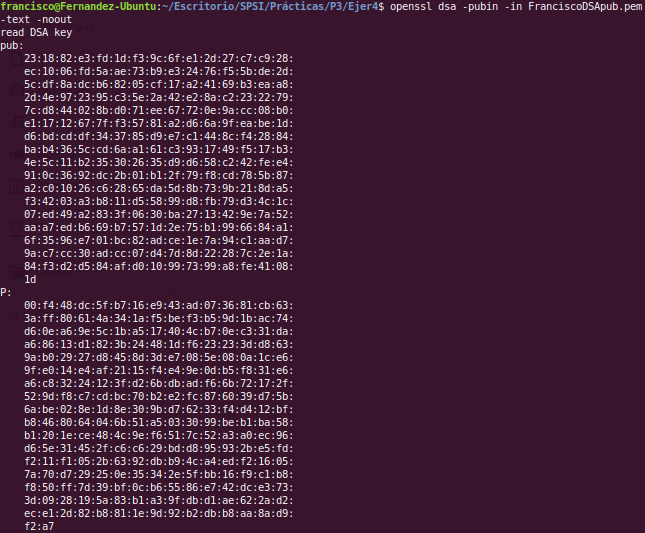 francisco@Fernandez-Ubuntu:~/Escritorio/SPSI/Prácticas/P3/Ejer4$ openssl dsa -pubin -in FranciscoDSApub.pem
-text -noout
read DSA key
pub:
23:18:82:e3:fd:1d:f3:9c:6f:e1:2d:27:c7:c9:28:
ec:10:06:fd:5a:ae:73:b9:e3:24:76:f5:5b:de:2d:
5c:df:8a:dc:b6:82:05:cf:17:a2:41:69:b3:ea:a8:
2d:4e:97:23:95:c3:5e:2a:42:e2:8a:c2:23:22:79:
7c:d8:44:02:8b:d0:71:ee:67:72:0e:9a:cc:08:b0:
e1:17:12:67:7f:f3:57:81:a2:d6:6a:9f:ea:be:1d:
d6:bd:cd:df:34:37:85:d9:e7:c1:44:8c:f4:28:84:
ba:b4:36:5c:cd:6a:a1:61:c3:93:17:49:f5:17:b3:
4e:5c:11:b2:35:30:26:35:d9:d6:58:c2:42:fe:e4:
91:0c:36:92:dc:2b:01:b1:2f:79:f8:cd:78:5b:87:
a2:c0:10:26:c6:28:65:da:5d:8b:73:9b:21:8d:a5:
f3:42:03:a3:b8:11:d5:58:99:d8:fb:79:d3:4c:1c:
07:ed:49:a2:83:3f:06:30:ba:27:13:42:9e:7a:52:
aa:a7:ed:b6:69:b7:57:1d:2e:75:b1:99:66:84:a1:
6f:35:96:e7:01:bc:82:ad:ce:1e:7a:94:c1:aa:d7:
9a:c7:cc:30:ad:cc:07:d4:7d:8d:22:28:7c:2e:1a:
84:f3:d2:d5:84:af:d0:10:99:73:99:a8:fe:41:08:
1d
P:
00:f4:48:dc:5f:b7:16:e9:43:ad:07:36:81:cb:63:
3a:ff:80:61:4a:34:1a:f5:be:f3:b5:9d:1b:ac:74:
d6:0e:a6:9e:5c:1b:a5:17:40:4c:b7:0e:c3:31:da:
a6:86:13:d1:82:3b:24:48:1d:f6:23:23:3d:d8:63:
9a:b0:29:27:d8:45:8d:3d:e7:08:5e:08:0a:1c:e6:
9f:e0:14:e4:af:21:15:f4:e4:9e:0d:b5:f8:31:e6:
a6:c8:32:24:12:3f:d2:6b:db:ad:f6:6b:72:17:2f:
52:9d:f8:c7:cd:bc:70:b2:e2:fc:87:60:39:d7:5b:
6a:be:02:8e:1d:8e:30:9b:d7:62:33:f4:d4:12:bf:
b8:46:80:64:04:6b:51:a5:03:30:99:be:b1:ba:58:
b1:20:1e:ce:48:4c:9e:f6:51:7c:52:a3:a0:ec:96:
d6:5e:31:45:2f:c6:c6:29:bd:d8:95:93:2b:e5:fd:
f2:11:f1:05:2b:63:92:db:b9:4c:a4:ed:f2:16:05:
7a:70:d7:29:25:0e:35:34:2e:5f:bb:16:f9:c1:b8:
f8:50:ff:7d:39:bf:0c:b6:55:86:e7:42:dc:e3:73:
3d:09:28:19:5a:83:b1:a3:9f:db:d1:ae:62:2a:d2:
ec:e1:2d:82:b8:81:1e:9d:92:b2:db:b8:aa:8a:d9:
f2:a7